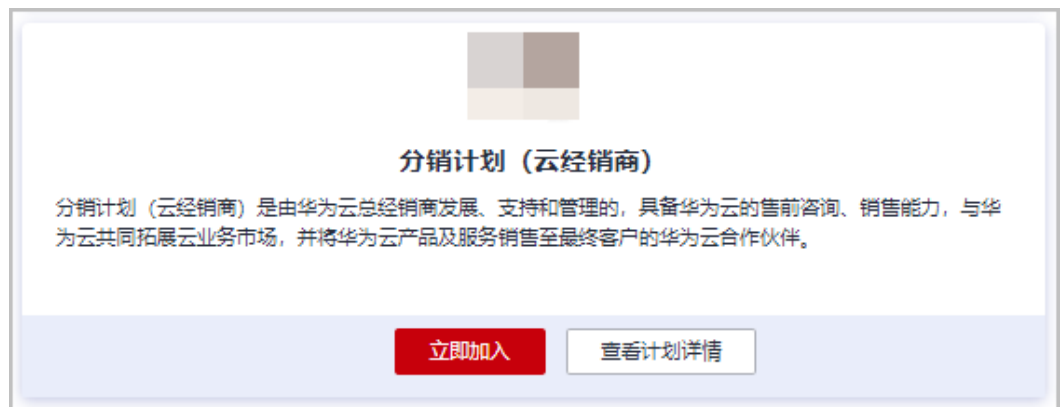 分销计划（云经销商）
分销计划（云经销商）是由华为云总经销商发展、支持和管理的，具备华为云的售前咨询、销售能力，与华
为云共同拓展云业务市场，并将华为云产品及服务销售至最终客户的华为云合作伙伴。
立即加入 查看计划详情